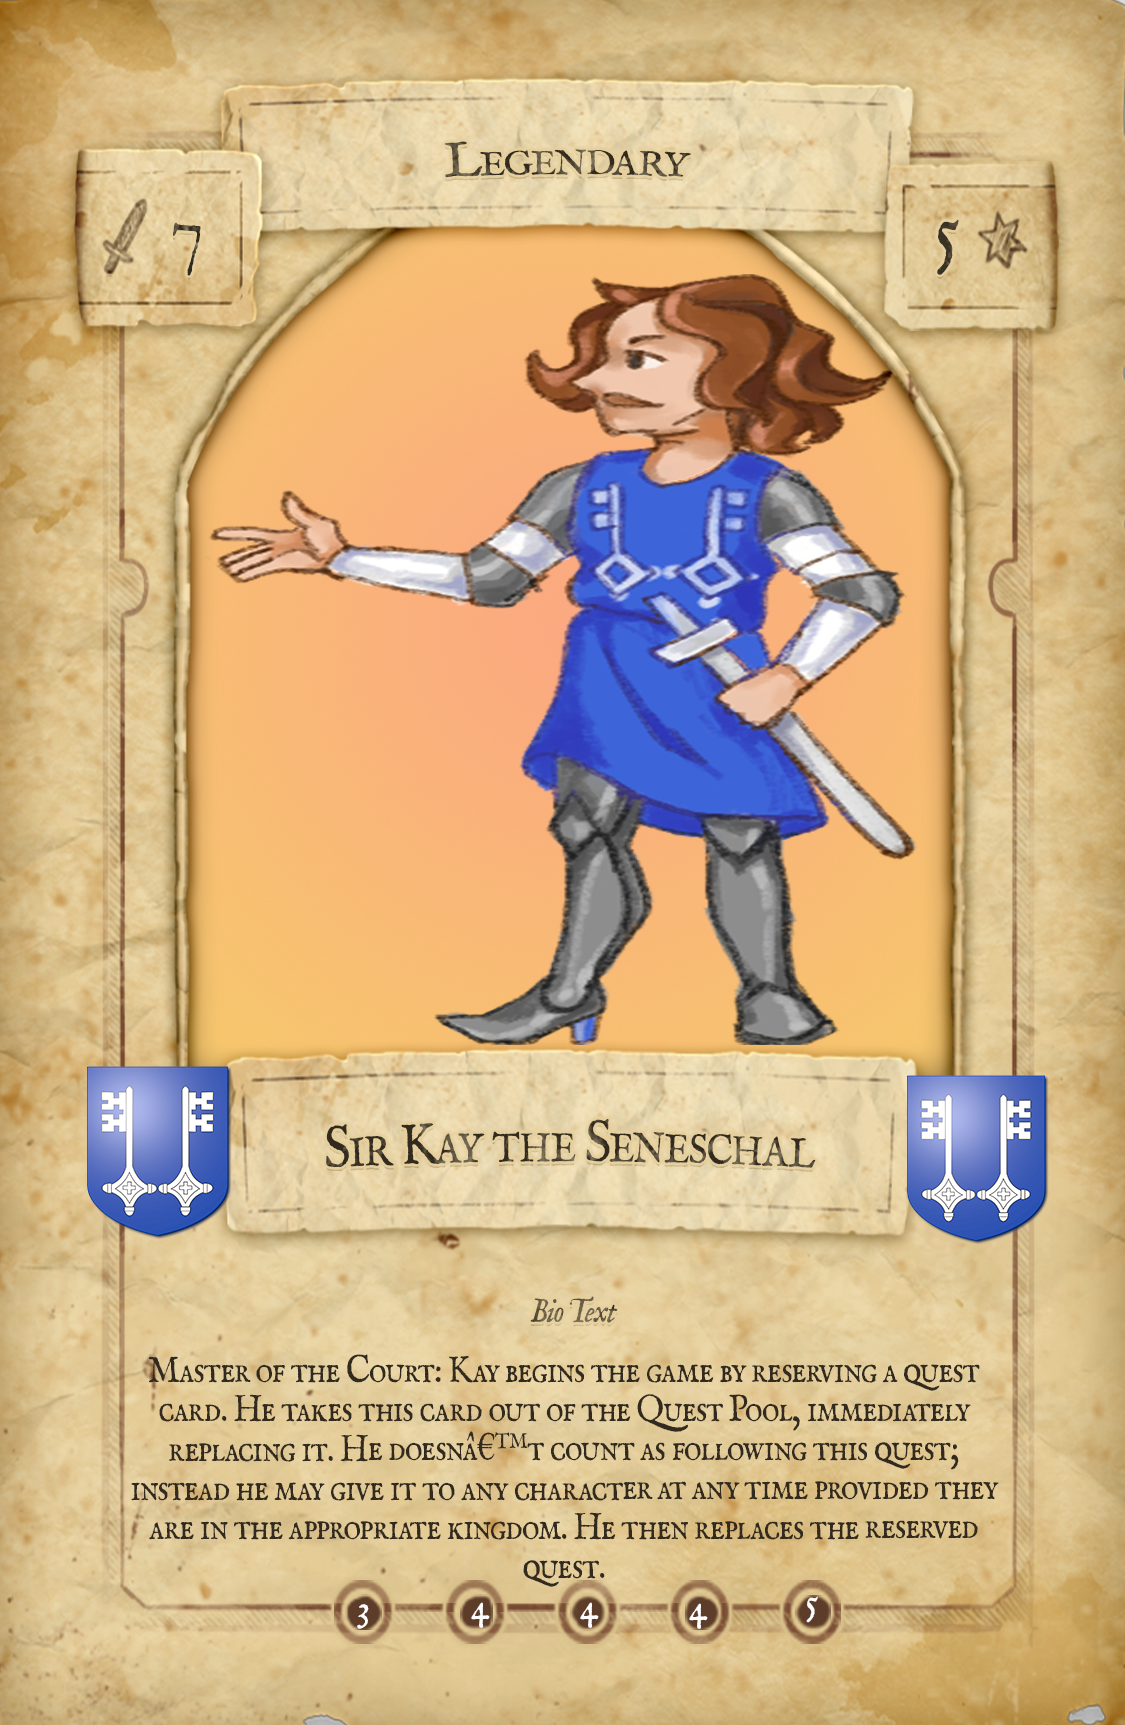 Legendary
7
5
Sir Kay the Seneschal
Bio Text
Master of the Court: Kay begins the game by reserving a quest
card. He takes this card out of the Quest Pool, immediately
replacing it. He doesnâ€™t count as following this quest;
instead he may give it to any character at any time provided they
are in the appropriate kingdom. He then replaces the reserved
quest.
3 4 4 4 5